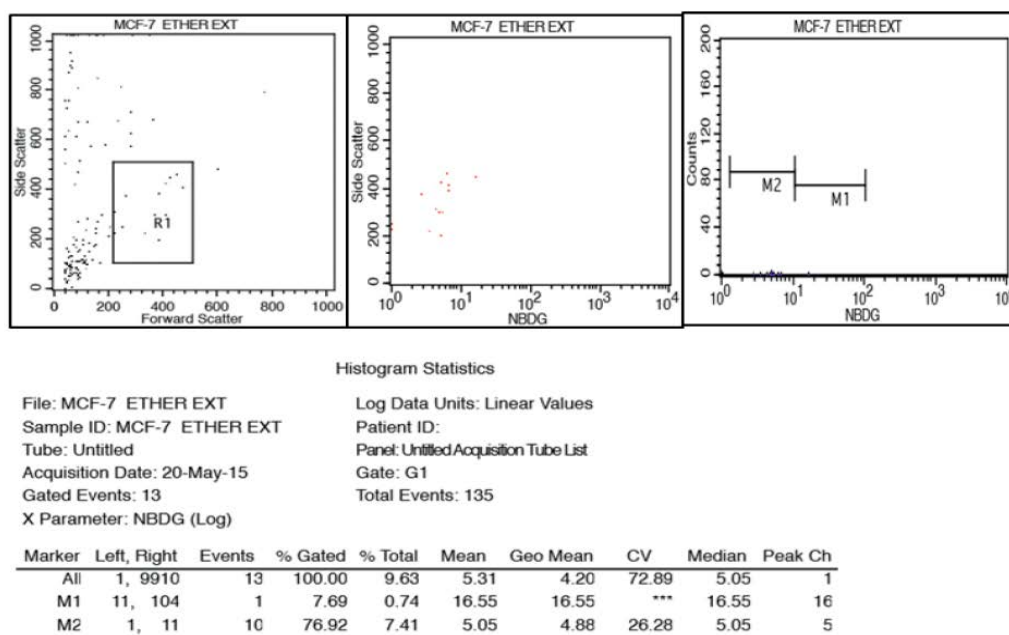 MCF-7 ETHER EXT
1000
800
600
400
200
0
Side Scatter
R1
0 200 400 600 800 1000
Forward Scatter
MCF-7 ETHER EXT
1000
800
600
400
200
0
Side Scatter
10^0 10^1 10^2 10^3 10^4
NBDG
MCF-7 ETHER EXT
200
160
120
80
40
0
Counts
M2
M1
10^0 10^1 10^2 10^3
NBDG
Histogram Statistics
File: MCF-7 ETHER EXT
Sample ID: MCF-7 ETHER EXT
Tube: Untitled
Acquisition Date: 20-May-15
Gated Events: 13
X Parameter: NBDG (Log)
Log Data Units: Linear Values
Patient ID:
Panel: Untitled Acquisition Tube List
Gate: G1
Total Events: 135
Marker Left, Right Events % Gated % Total Mean Geo Mean CV Median Peak Ch
All 1, 9910 13 100.00 9.63 5.31 4.20 72.89 5.05 1
M1 11, 104 1 7.69 0.74 16.55 16.55 *** 16.55 16
M2 1, 11 10 76.92 7.41 5.05 4.88 26.28 5.05 5